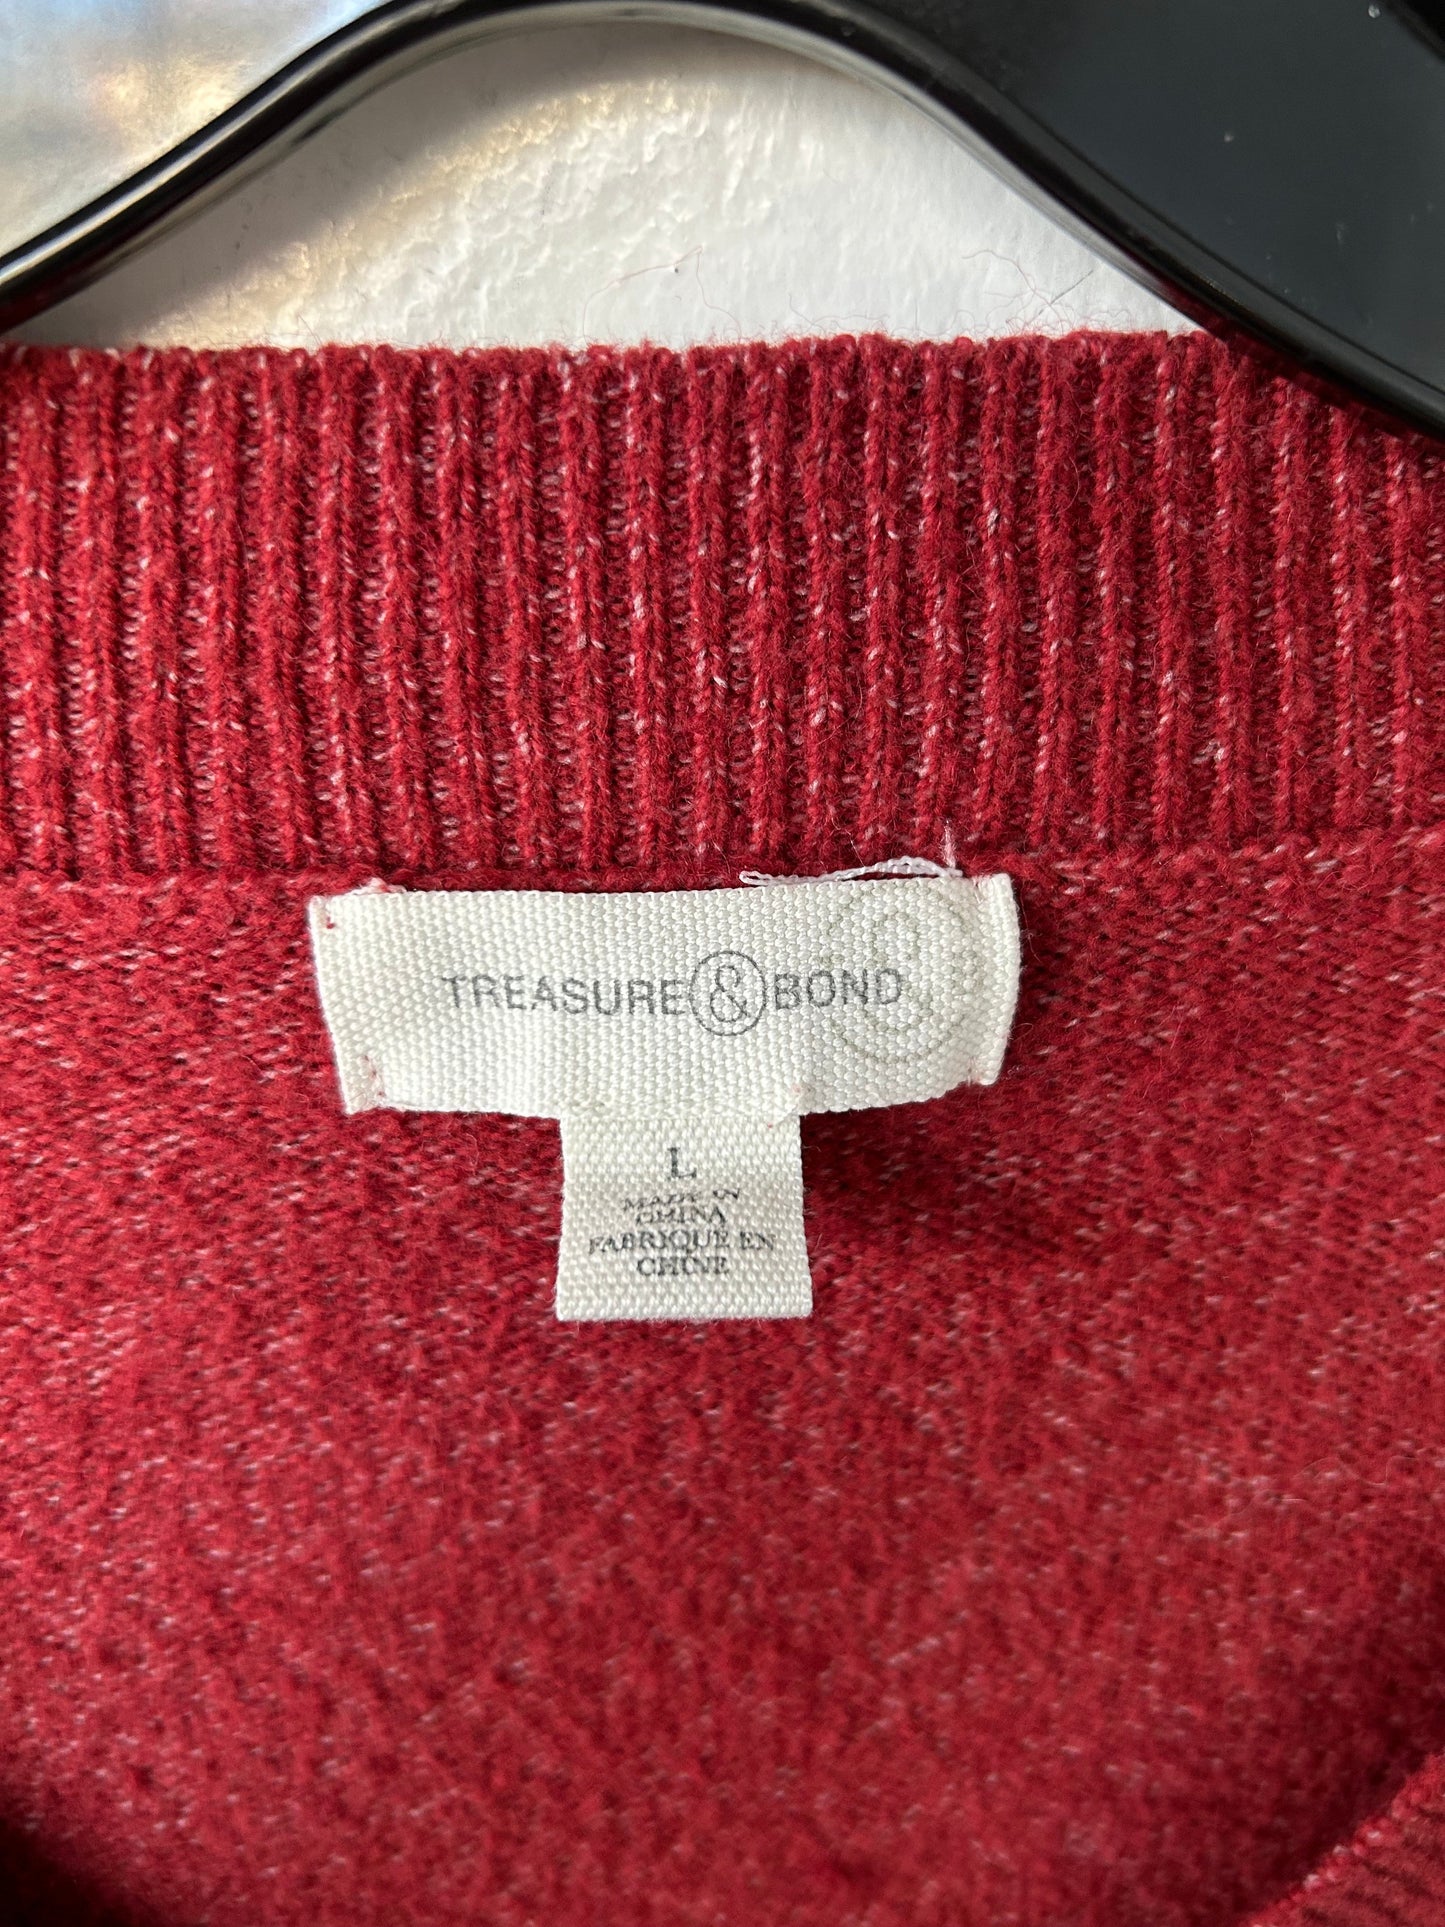 TREASURE & BOND
L
MADE IN
CHINA
FABRIQUE EN
CHINE